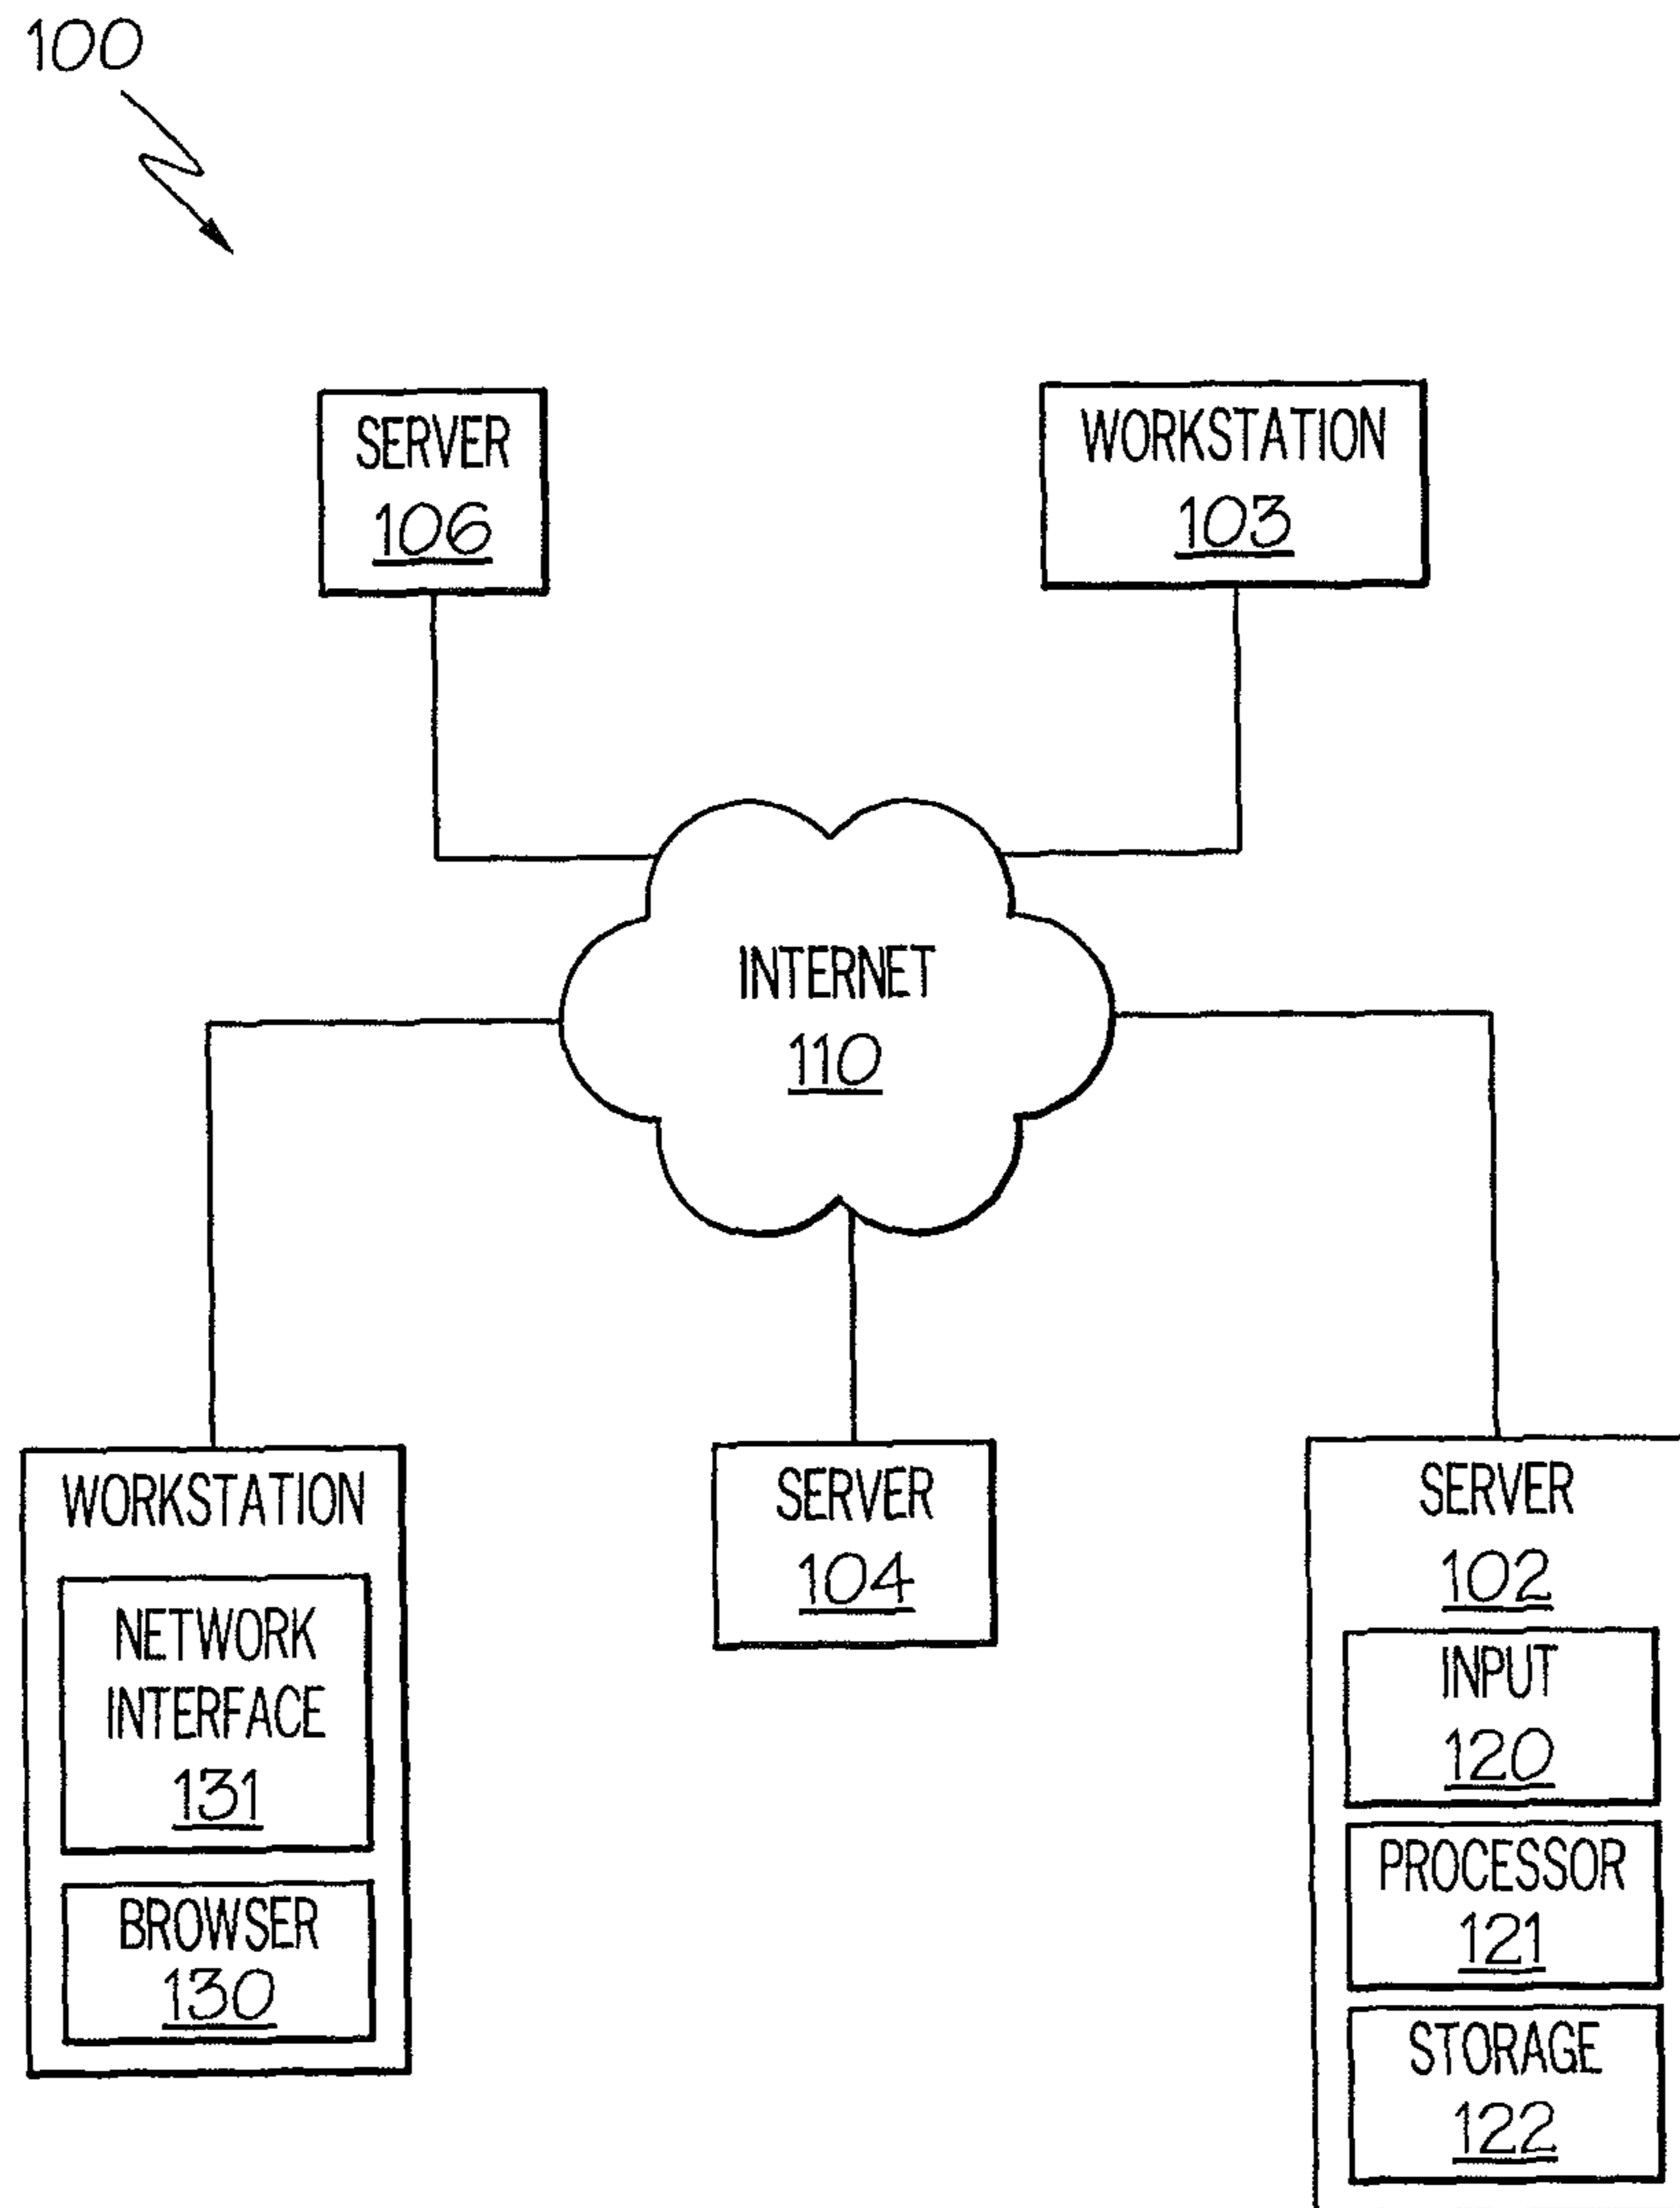 100
SERVER
106
WORKSTATION
103
INTERNET
110
WORKSTATION
NETWORK
INTERFACE
131
BROWSER
130
SERVER
104
SERVER
102
INPUT
120
PROCESSOR
121
STORAGE
122